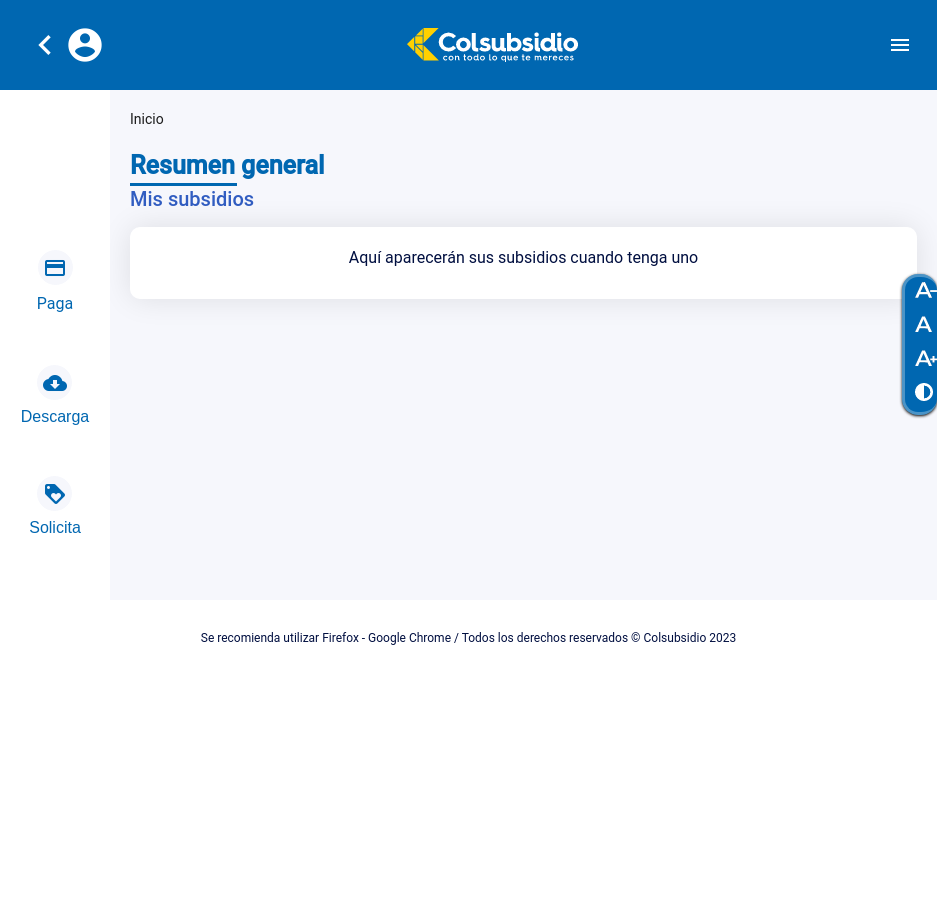 Colsubsidio
con todo lo que te mereces
Inicio
Resumen general
Mis subsidios
Aquí aparecerán sus subsidios cuando tenga uno
Paga
Descarga
Solicita
A-
A
A+
Se recomienda utilizar Firefox - Google Chrome / Todos los derechos reservados © Colsubsidio 2023